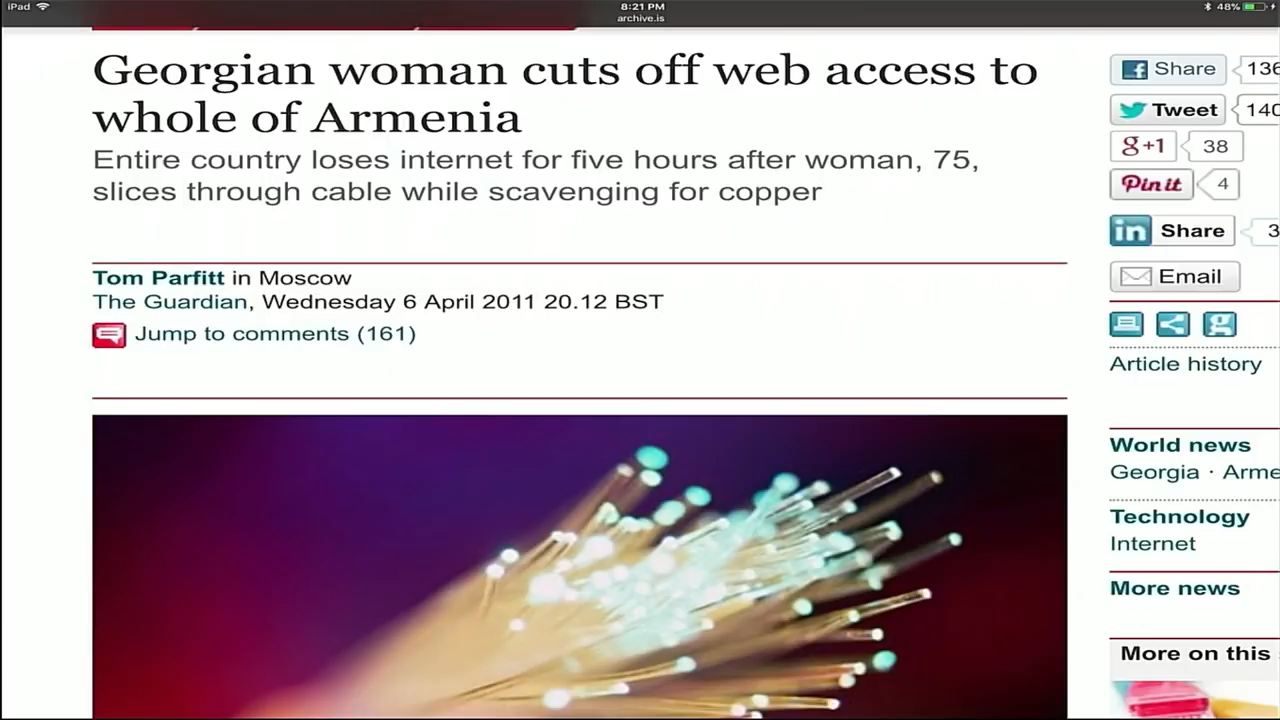 iPad
8:21 PM
48%
archive.is
Georgian woman cuts off web access to
whole of Armenia
Entire country loses internet for five hours after woman, 75,
slices through cable while scavenging for copper
Tom Parfitt in Moscow
The Guardian, Wednesday 6 April 2011 20.12 BST
Jump to comments (161)
Share
Tweet
g+1 38
Pin it 4
in Share
Email
Article history
World news
Georgia · Arme
Technology
Internet
More news
More on this